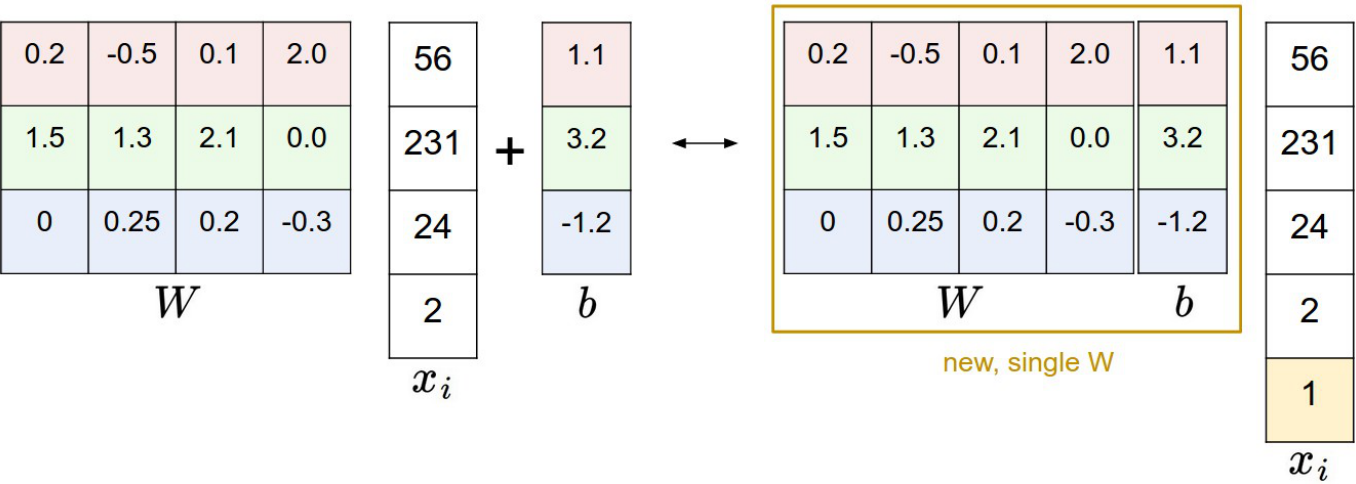 0.2 -0.5 0.1 2.0 56 1.1 0.2 -0.5 0.1 2.0 1.1 56
1.5 1.3 2.1 0.0 231 + 3.2 1.5 1.3 2.1 0.0 3.2 231
0 0.25 0.2 -0.3 24 -1.2 0 0.25 0.2 -0.3 -1.2 24
W 2 b W b 2
x_i new, single W 1
x_i